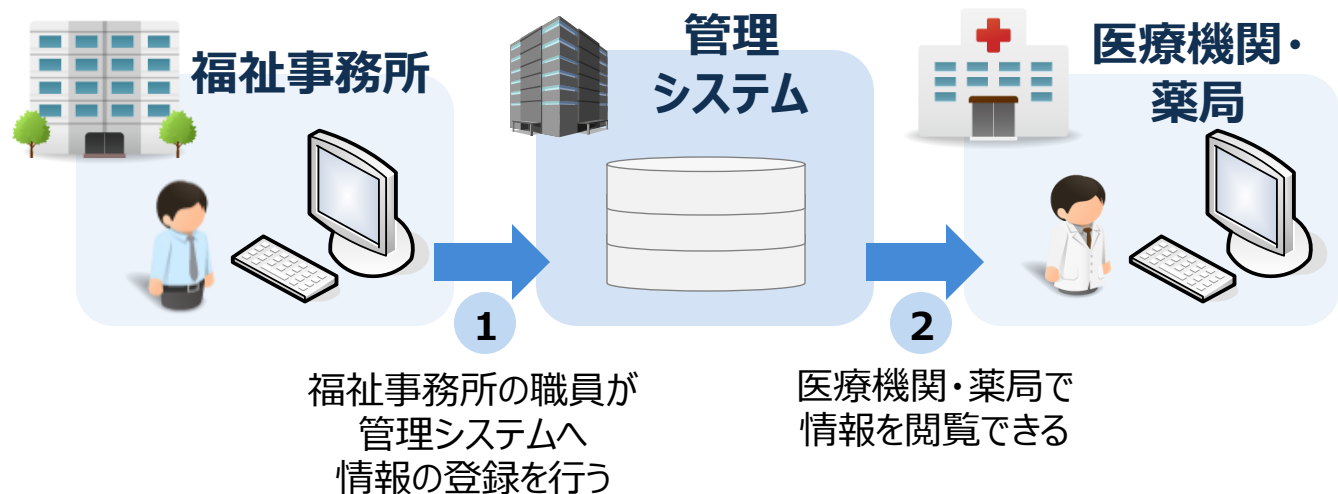 福祉事務所
管理
システム
医療機関・
薬局
1
福祉事務所の職員が
管理システムへ
情報の登録を行う
2
医療機関・薬局で
情報を閲覧できる